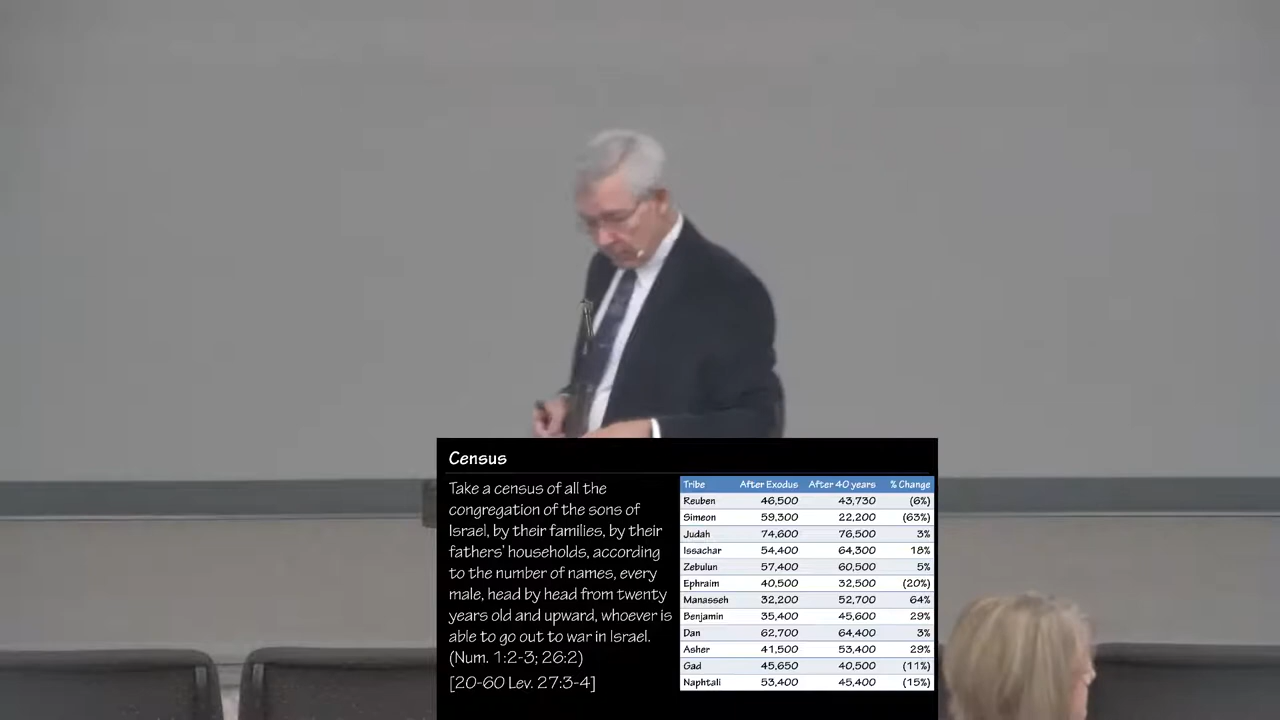 Census
Take a census of all the
congregation of the sons of
Israel, by their families, by their
fathers' households, according
to the number of names, every
male, head by head from twenty
years old and upward, whoever is
able to go out to war in Israel.
(Num. 1:2-3; 26:2)
[20-60 Lev. 27:3-4]
Tribe After Exodus After 40 years % Change
Reuben 46,500 43,730 (6%)
Simeon 59,300 22,200 (63%)
Judah 74,600 76,500 3%
Issachar 54,400 64,300 18%
Zebulun 57,400 60,500 5%
Ephraim 40,500 32,500 (20%)
Manasseh 32,200 52,700 64%
Benjamin 35,400 45,600 29%
Dan 62,700 64,400 3%
Asher 41,500 53,400 29%
Gad 45,650 40,500 (11%)
Naphtali 53,400 45,400 (15%)